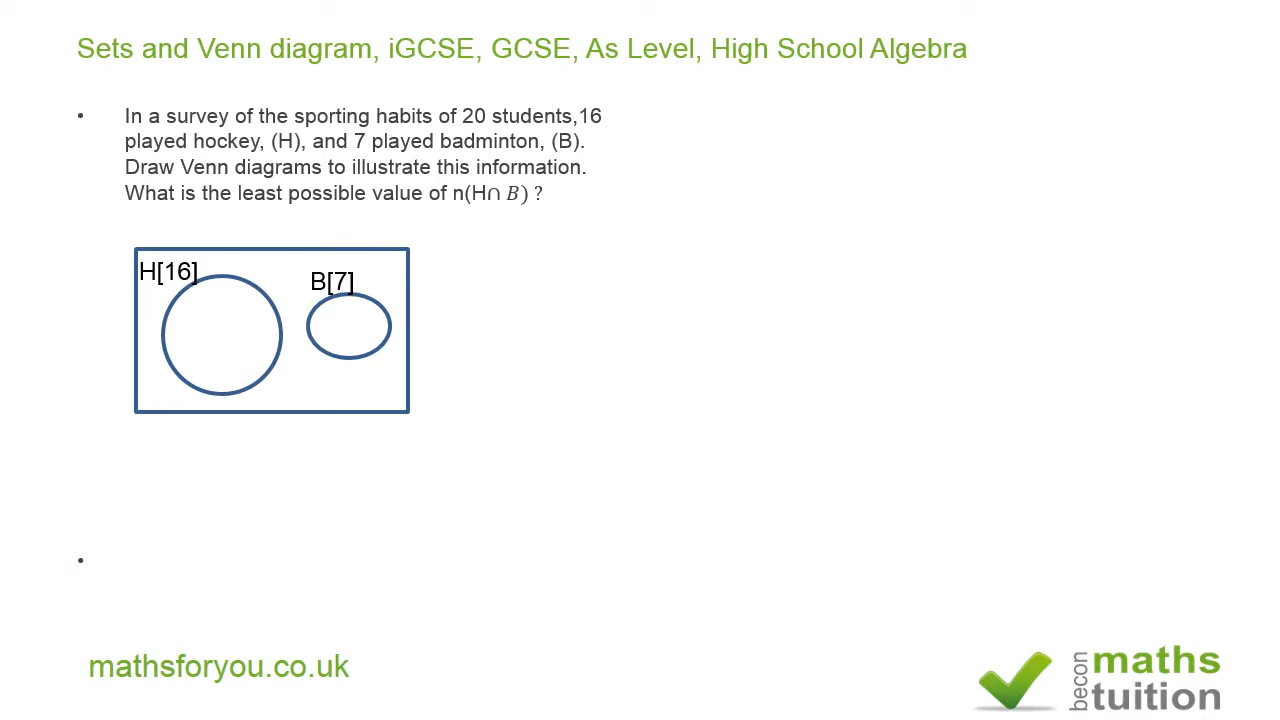 Sets and Venn diagram, iGCSE, GCSE, As Level, High School Algebra
• In a survey of the sporting habits of 20 students,16
played hockey, (H), and 7 played badminton, (B).
Draw Venn diagrams to illustrate this information.
What is the least possible value of n(H∩ 𝐵) ?
H[16]
B[7]
•
mathsforyou.co.uk
becon
maths
tuition